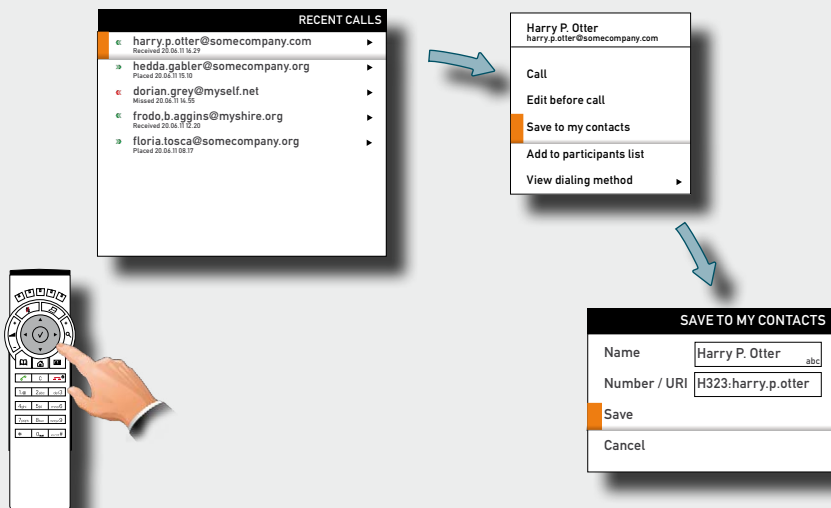 RECENT CALLS
harry.p.otter@somecompany.com
Received 20.06.11 16.29
hedda.gabler@somecompany.org
Placed 20.06.11 15.10
dorian.grey@myself.net
Missed 20.06.11 14.55
frodo,b.aggins@myshire.org
Received 20.06.11 12.20
floria.tosca@somecompany.org
Placed 20.06.11 08.17
Harry P. Otter
harry.p.otter@somecompany.com
Call
Edit before call
Save to my contacts
Add to participants list
View dialing method
SAVE TO MY CONTACTS
Name Harry P. Otter abc
Number / URI H323:harry.p.otter
Save
Cancel